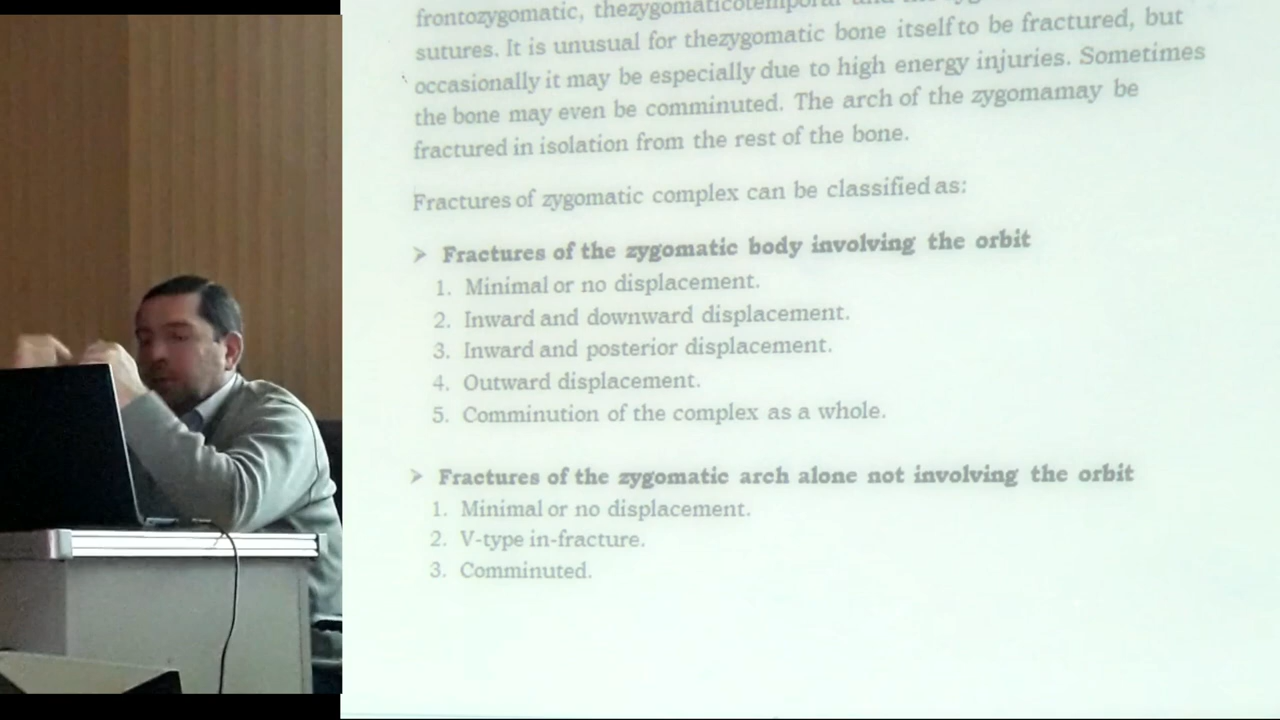 frontozygomatic, thezygomaticotemporal and the
sutures. It is unusual for thezygomatic bone itself to be fractured, but
occasionally it may be especially due to high energy injuries. Sometimes
the bone may even be comminuted. The arch of the zygomamay be
fractured in isolation from the rest of the bone.
Fractures of zygomatic complex can be classified as:
➢ Fractures of the zygomatic body involving the orbit
1. Minimal or no displacement.
2. Inward and downward displacement.
3. Inward and posterior displacement.
4. Outward displacement.
5. Comminution of the complex as a whole.
➢ Fractures of the zygomatic arch alone not involving the orbit
1. Minimal or no displacement.
2. V-type in-fracture.
3. Comminuted.